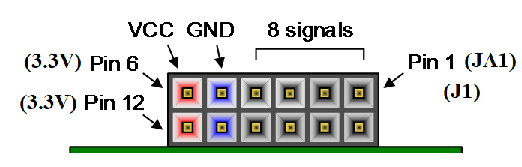 VCC GND 8 signals
(3.3V) Pin 6 Pin 1 (JA1)
(J1)
(3.3V) Pin 12